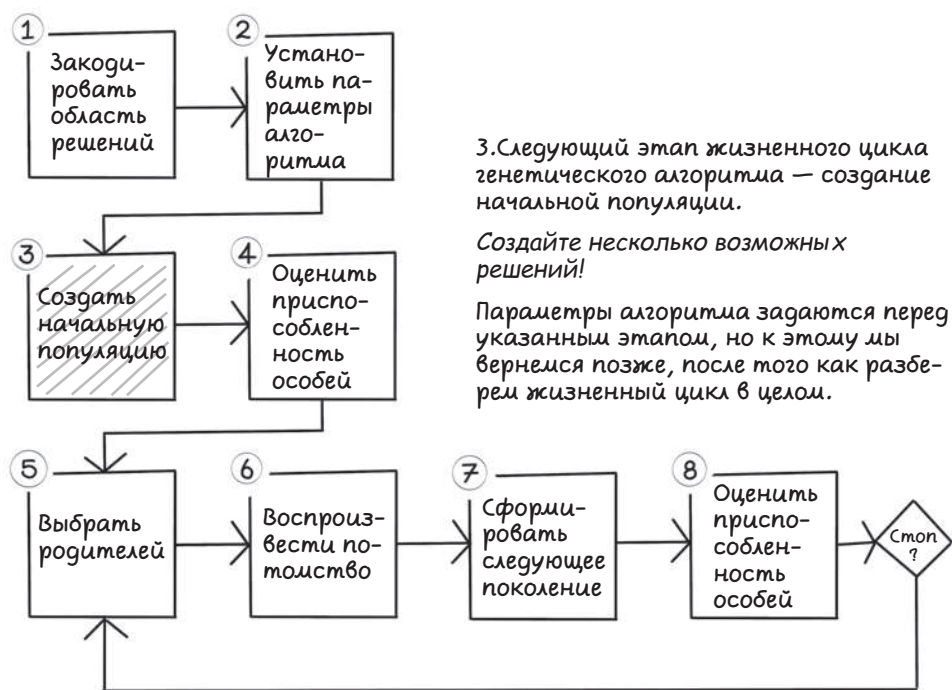 1
Закоди-
ровать
область
решений
2
Устано-
вить па-
раметры
алго-
ритма
3.Следующий этап жизненного цикла
генетического алгоритма — создание
начальной популяции.
Создайте несколько возможных
решений!
Параметры алгоритма задаются перед
указанным этапом, но к этому мы
вернемся позже, после того как разбе-
рем жизненный цикл в целом.
3
Создать
начальную
популяцию
4
Оценить
приспо-
соблен-
ность
особей
5
Выбрать
родителей
6
Воспроиз-
вести по-
томство
7
Сформи-
ровать
следующее
поколение
8
Оценить
приспо-
соблен-
ность
особей
Стоп
?